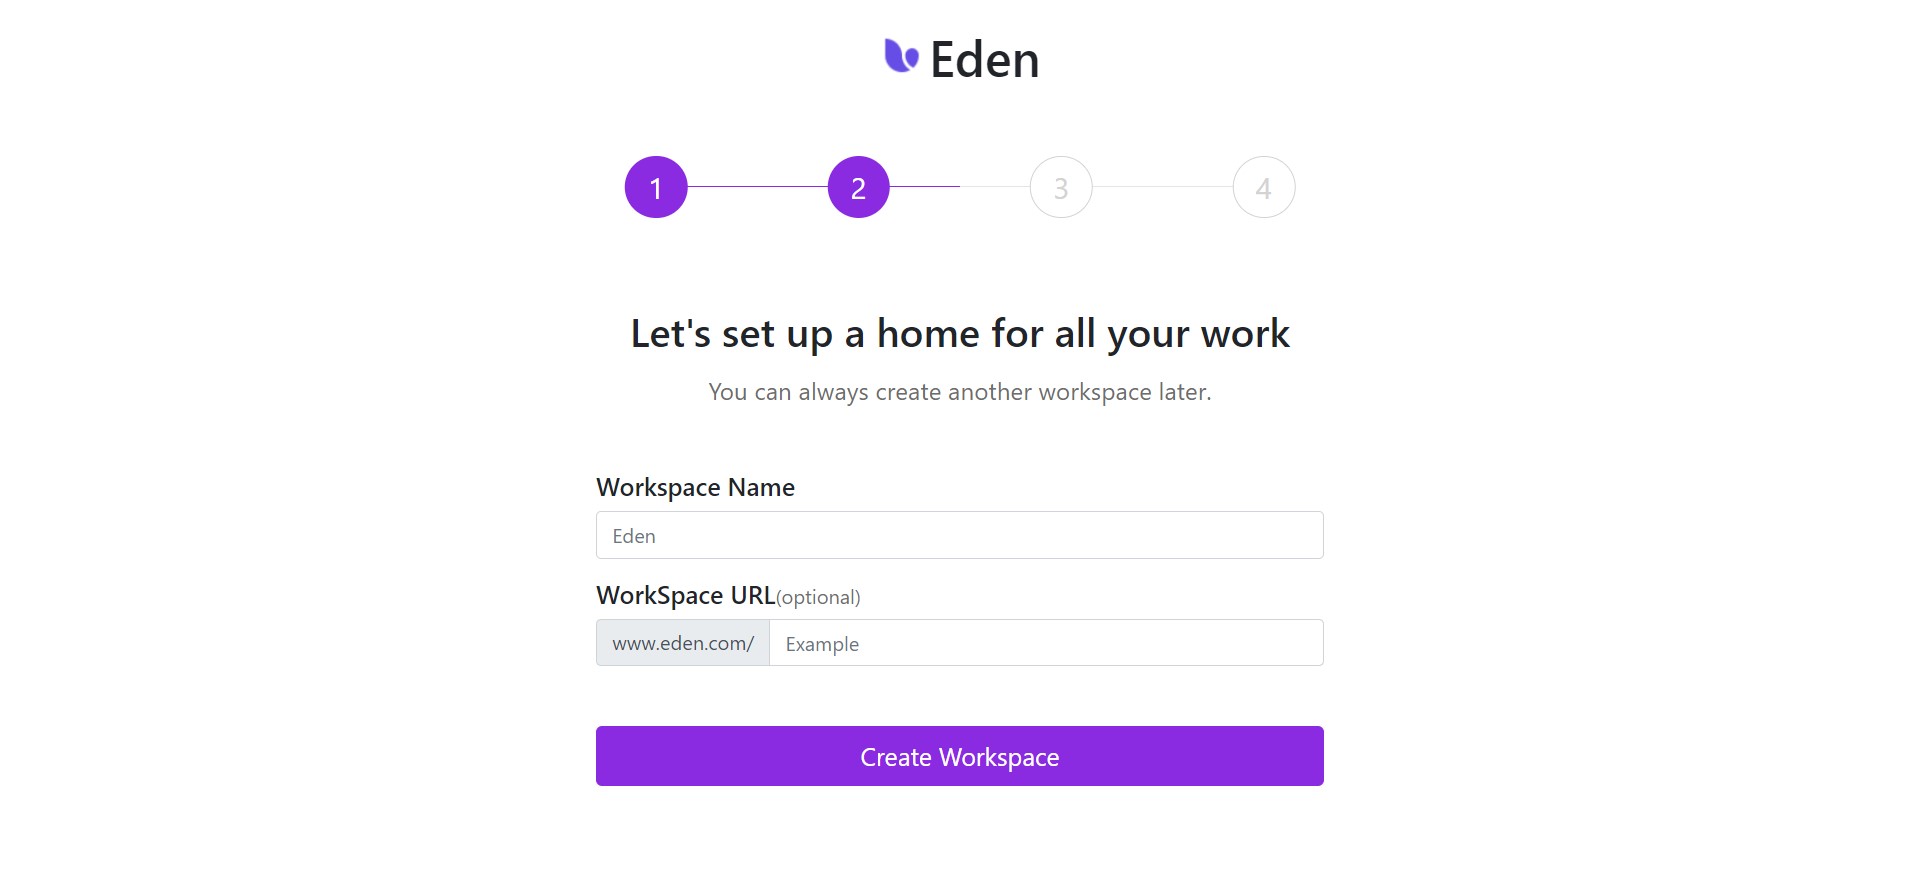 Eden
1 2 3 4
Let's set up a home for all your work
You can always create another workspace later.
Workspace Name
Eden
WorkSpace URL(optional)
www.eden.com/ Example
Create Workspace